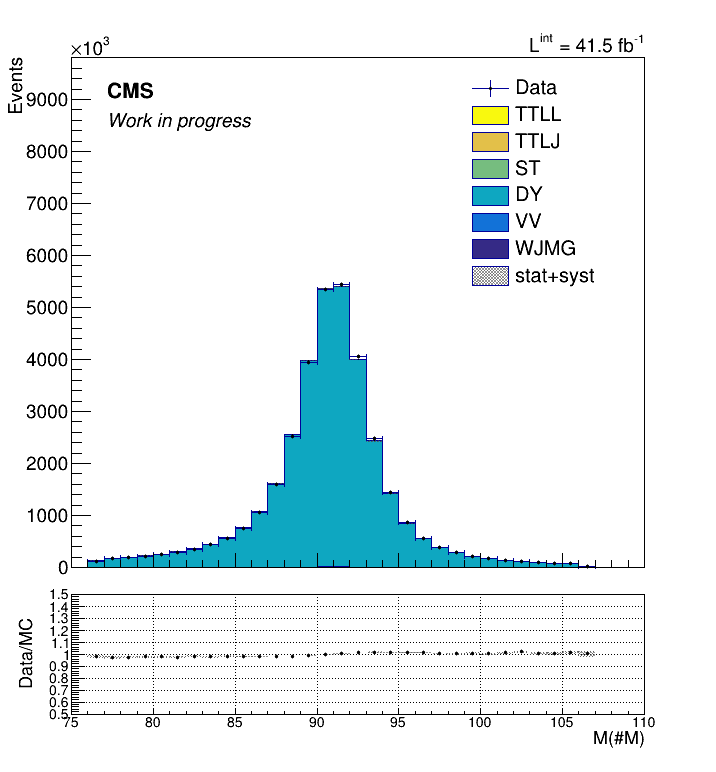 ×10³
L^int = 41.5 fb⁻¹
Events
CMS
Work in progress
Data
TTLL
TTLJ
ST
DY
VV
WJMG
stat+syst
9000
8000
7000
6000
5000
4000
3000
2000
1000
0
Data/MC
1.5
1.4
1.3
1.2
1.1
1
0.9
0.8
0.7
0.6
0.5
75 80 85 90 95 100 105 110
M(#M)